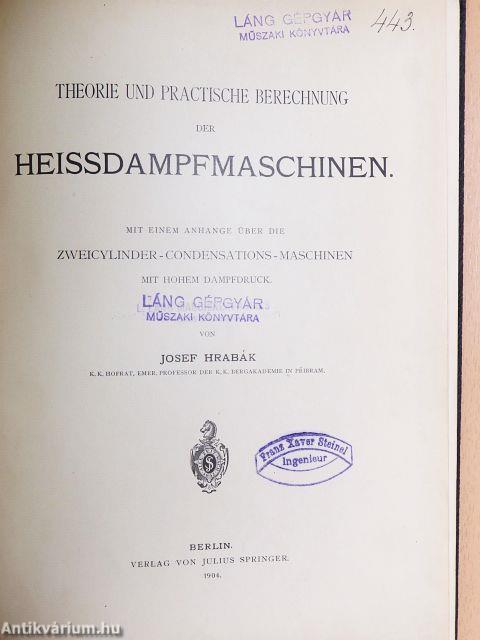 LÁNG GÉPGYÁR
MŰSZAKI KÖNYVTÁRA
443.
THEORIE UND PRACTISCHE BERECHNUNG
DER
HEISSDAMPFMASCHINEN.
MIT EINEM ANHANGE ÜBER DIE
ZWEICYLINDER-CONDENSATIONS-MASCHINEN
MIT HOHEM DAMPFDRUCK.
LÁNG GÉPGYÁR
MŰSZAKI KÖNYVTÁRA
VON
JOSEF HRABÁK
K. K. HOFRAT, EMER. PROFESSOR DER K. K. BERGAKADEMIE IN PŘIBRAM.
Franz Xaver Steinel
Ingenieur
BERLIN.
VERLAG VON JULIUS SPRINGER.
1904.
Antikvárium.hu